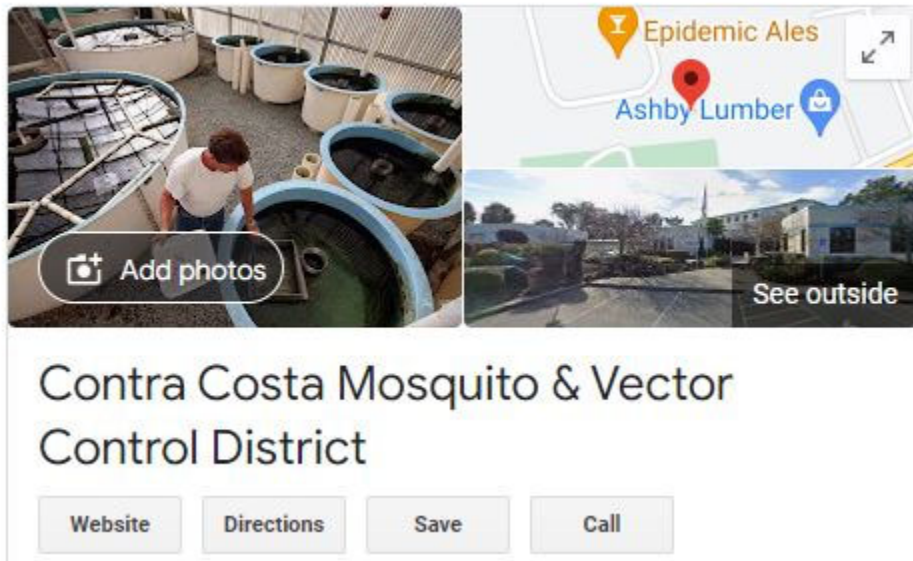 Epidemic Ales
Ashby Lumber
Add photos
See outside
Contra Costa Mosquito & Vector
Control District
Website
Directions
Save
Call